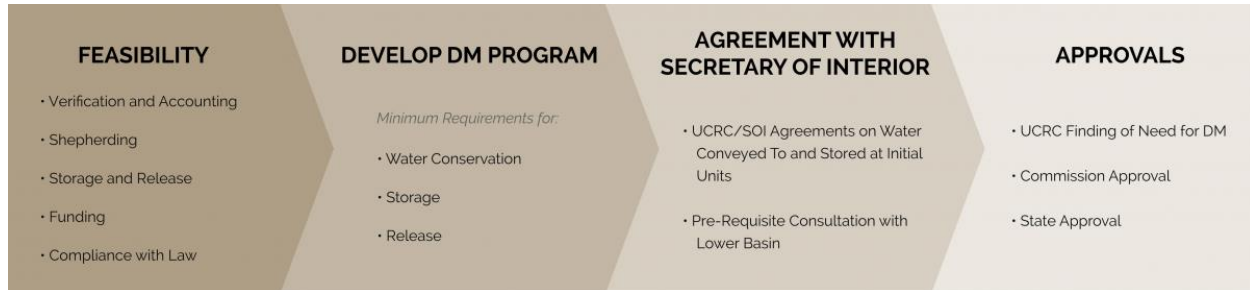 FEASIBILITY
• Verification and Accounting
• Shepherding
• Storage and Release
• Funding
• Compliance with Law
DEVELOP DM PROGRAM
Minimum Requirements for:
• Water Conservation
• Storage
• Release
AGREEMENT WITH
SECRETARY OF INTERIOR
• UCRC/SOI Agreements on Water
Conveyed To and Stored at Initial
Units
• Pre-Requisite Consultation with
Lower Basin
APPROVALS
• UCRC Finding of Need for DM
• Commission Approval
• State Approval